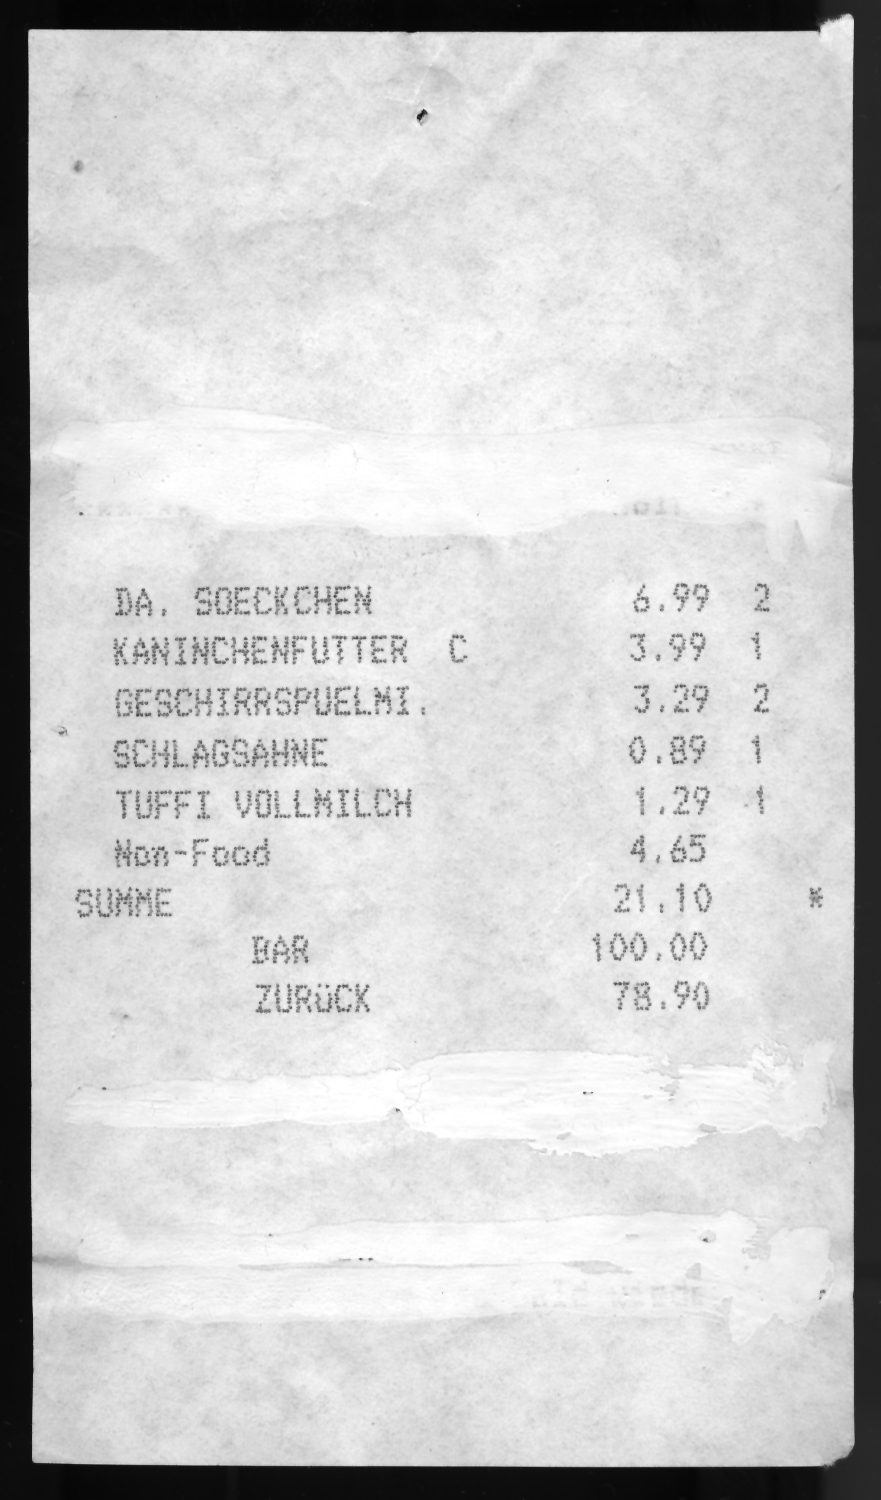 DA. SOECKCHEN 6.99 2
KANINCHENFUTTER C 3.99 1
GESCHIRRSPUELMI. 3.29 2
SCHLAGSAHNE 0.89 1
TUFFI VOLLMILCH 1.29 1
Non-Food 4.65
SUMME 21.10 *
BAR 100.00
ZURüCK 78.90